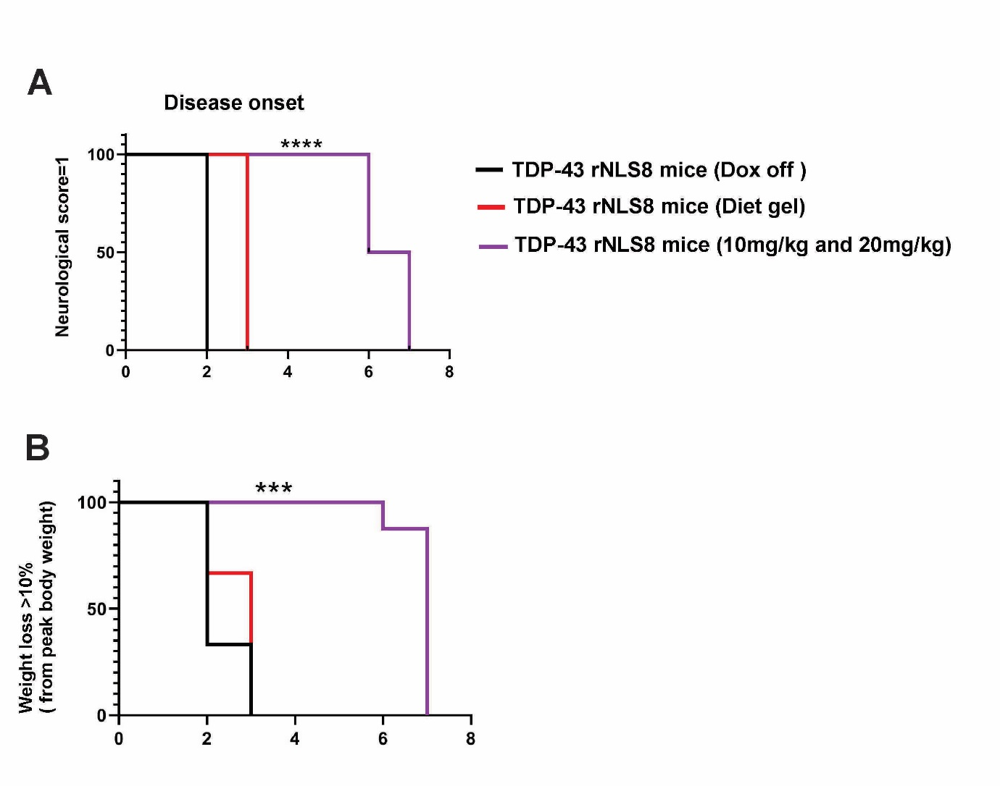 A
Disease onset
****
100
50
0
0 2 4 6 8
Neurological score=1
TDP-43 rNLS8 mice (Dox off )
TDP-43 rNLS8 mice (Diet gel)
TDP-43 rNLS8 mice (10mg/kg and 20mg/kg)
B
***
100
50
0
0 2 4 6 8
Weight loss >10%
( from peak body weight)